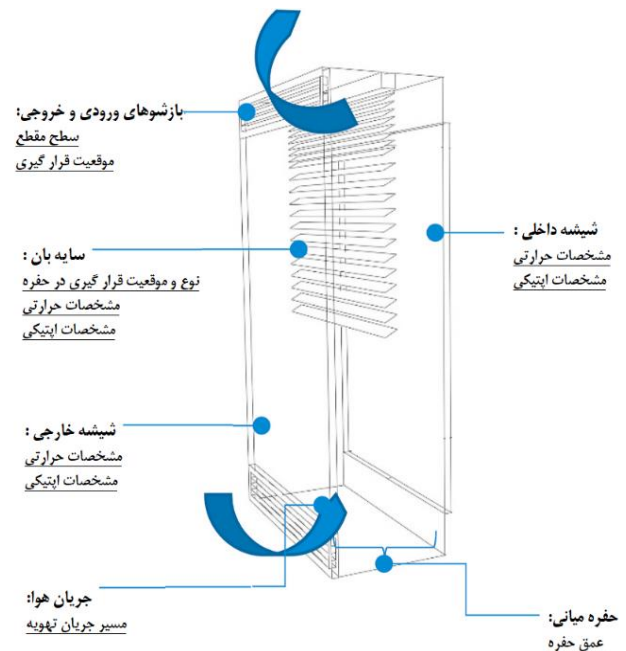 بازشوهای ورودی و خروجی:
سطح مقطع
موقعیت قرار گیری
شیشه داخلی :
مشخصات حرارتی
مشخصات اپتیکی
سایه بان :
نوع و موقعیت قرار گیری در حفره
مشخصات حرارتی
مشخصات اپتیکی
شیشه خارجی :
مشخصات حرارتی
مشخصات اپتیکی
جریان هوا:
مسیر جریان تهویه
حفره میانی:
عمق حفره